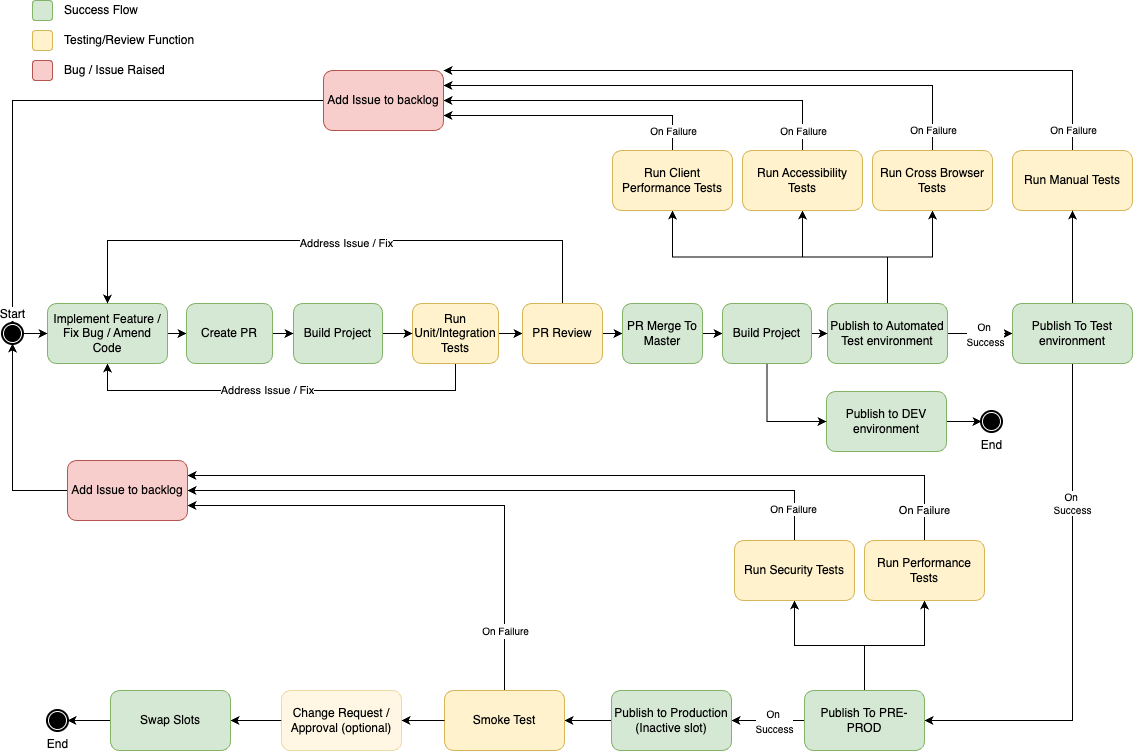 Success Flow
Testing/Review Function
Bug / Issue Raised
Add Issue to backlog
On Failure
On Failure
On Failure
On Failure
Run Client
Performance Tests
Run Accessibility
Tests
Run Cross Browser
Tests
Run Manual Tests
Address Issue / Fix
Start
Implement Feature /
Fix Bug / Amend
Code
Create PR
Build Project
Run
Unit/Integration
Tests
PR Review
PR Merge To
Master
Build Project
Publish to Automated
Test environment
On
Success
Publish To Test
environment
Address Issue / Fix
Publish to DEV
environment
End
Add Issue to backlog
On Failure
On Failure
On
Success
Run Security Tests
Run Performance
Tests
On Failure
End
Swap Slots
Change Request /
Approval (optional)
Smoke Test
Publish to Production
(Inactive slot)
On
Success
Publish To PRE-
PROD